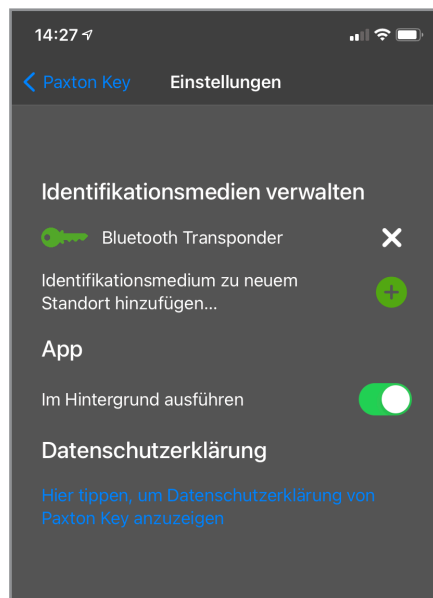 14:27
Paxton Key
Einstellungen
Identifikationsmedien verwalten
Bluetooth Transponder
Identifikationsmedium zu neuem
Standort hinzufügen...
App
Im Hintergrund ausführen
Datenschutzerklärung
Hier tippen, um Datenschutzerklärung von
Paxton Key anzuzeigen